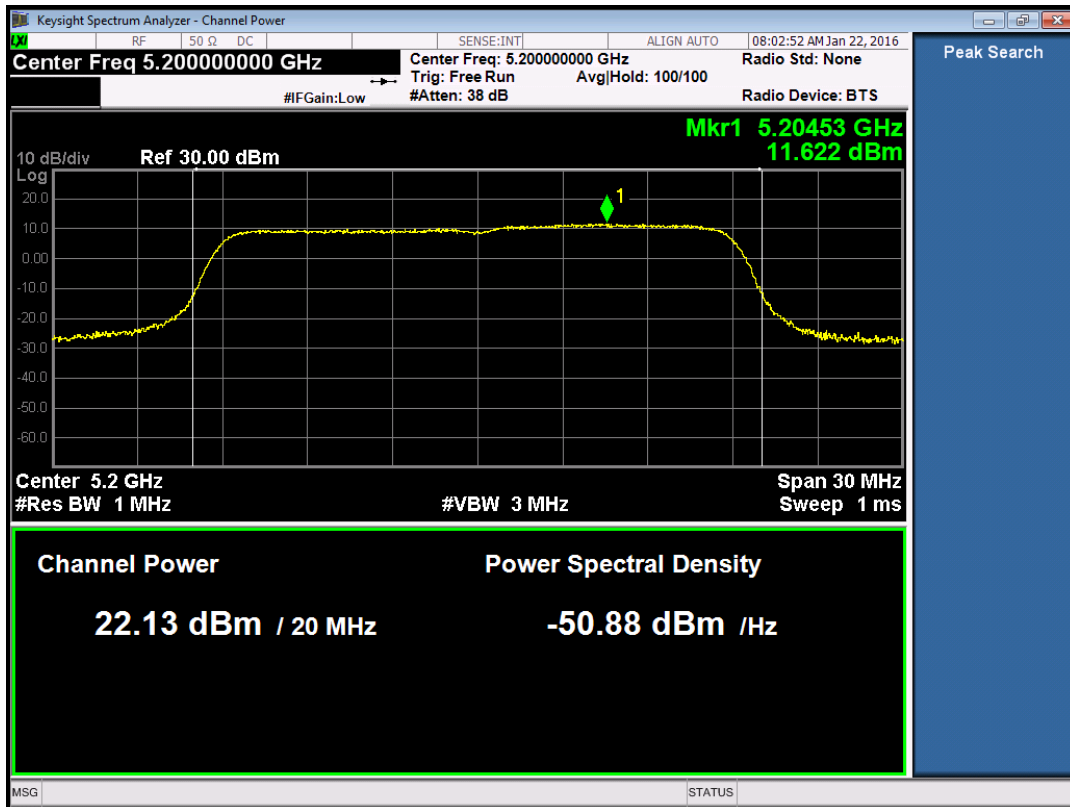 Keysight Spectrum Analyzer - Channel Power
LXI
RF 50 Ω DC SENSE:INT ALIGN AUTO 08:02:52 AM Jan 22, 2016
Center Freq 5.200000000 GHz
Center Freq: 5.200000000 GHz
Radio Std: None
Trig: Free Run Avg|Hold: 100/100
#IFGain:Low
#Atten: 38 dB
Radio Device: BTS
Peak Search
Mkr1 5.20453 GHz
11.622 dBm
10 dB/div Ref 30.00 dBm
Log
20.0
10.0
0.00
-10.0
-20.0
-30.0
-40.0
-50.0
-60.0
1
Center 5.2 GHz Span 30 MHz
#Res BW 1 MHz #VBW 3 MHz Sweep 1 ms
Channel Power Power Spectral Density
22.13 dBm / 20 MHz -50.88 dBm /Hz
MSG STATUS